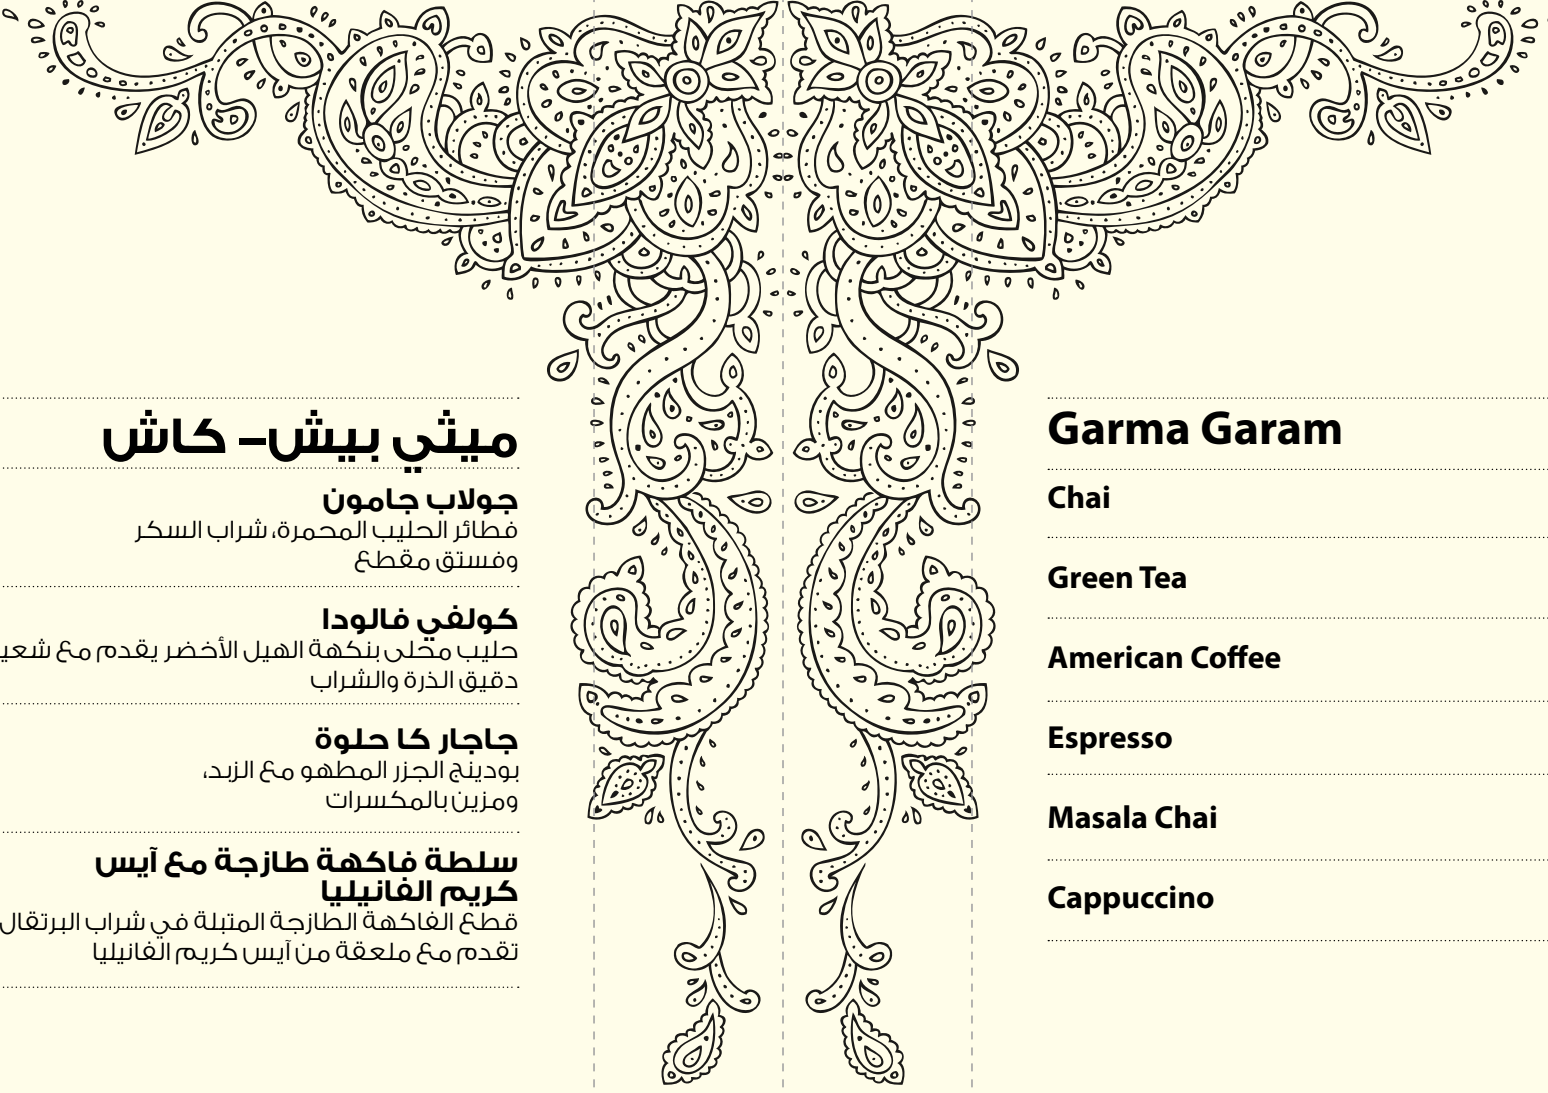 ميثي بيش- كاش
جولاب جامون
فطائر الحليب المحمرة، شراب السكر
وفستق مقطع
كولفي فالودا
حليب محلى بنكهة الهيل الأخضر يقدم مع
دقيق الذرة والشراب
جاجار كا حلوة
بودينج الجزر المطهو مع الزبد،
ومزين بالمكسرات
سلطة فاكهة طازجة مع آيس
كريم الفانيليا
قطع الفاكهة الطازجة المتبلة في شراب البرتقال
تقدم مع ملعقة من آيس كريم الفانيليا
Garma Garam
Chai
Green Tea
American Coffee
Espresso
Masala Chai
Cappuccino